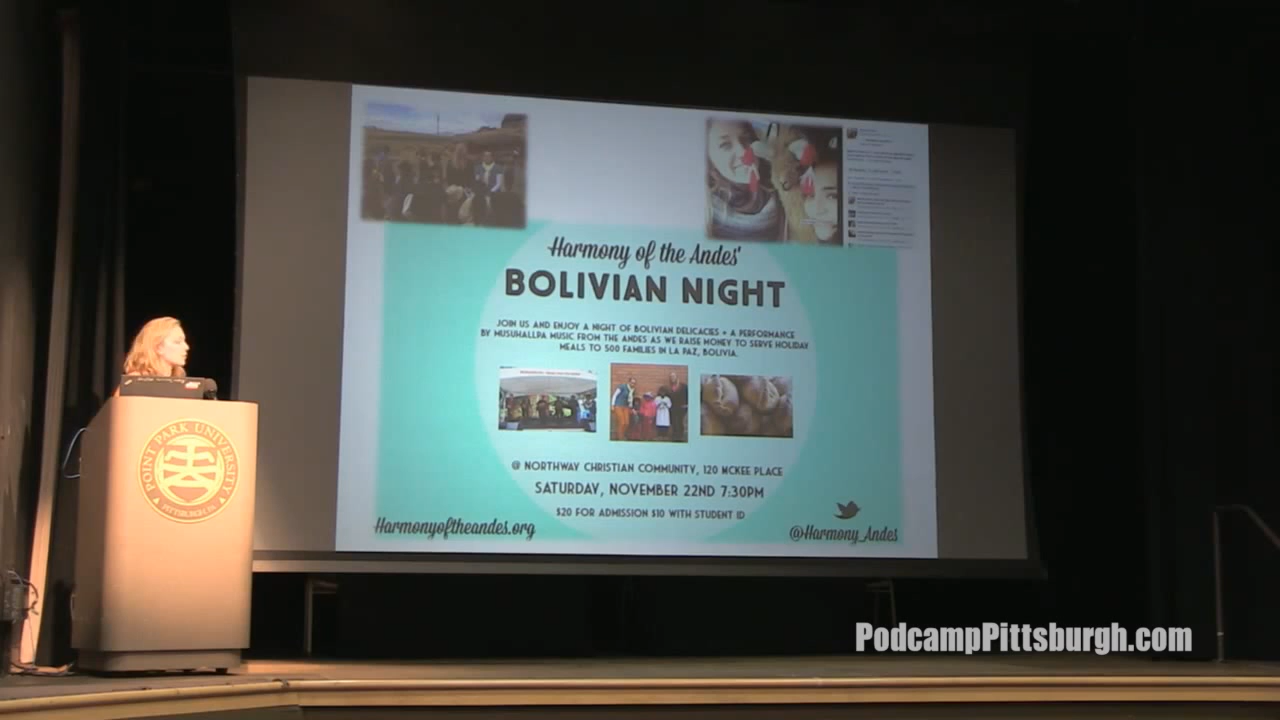 Harmony of the Andes'
BOLIVIAN NIGHT
JOIN US AND ENJOY A NIGHT OF BOLIVIAN DELICACIES + A PERFORMANCE
BY MUSUHALLPA MUSIC FROM THE ANDES AS WE RAISE MONEY TO SERVE HOLIDAY
MEALS TO 500 FAMILIES IN LA PAZ, BOLIVIA.
@ NORTHWAY CHRISTIAN COMMUNITY, 120 MCKEE PLACE
SATURDAY, NOVEMBER 22ND 7:30PM
$20 FOR ADMISSION $10 WITH STUDENT ID
Harmonyoftheandes.org
@Harmony_Andes
POINT PARK UNIVERSITY
PITTSBURGH, PA
PodcampPittsburgh.com